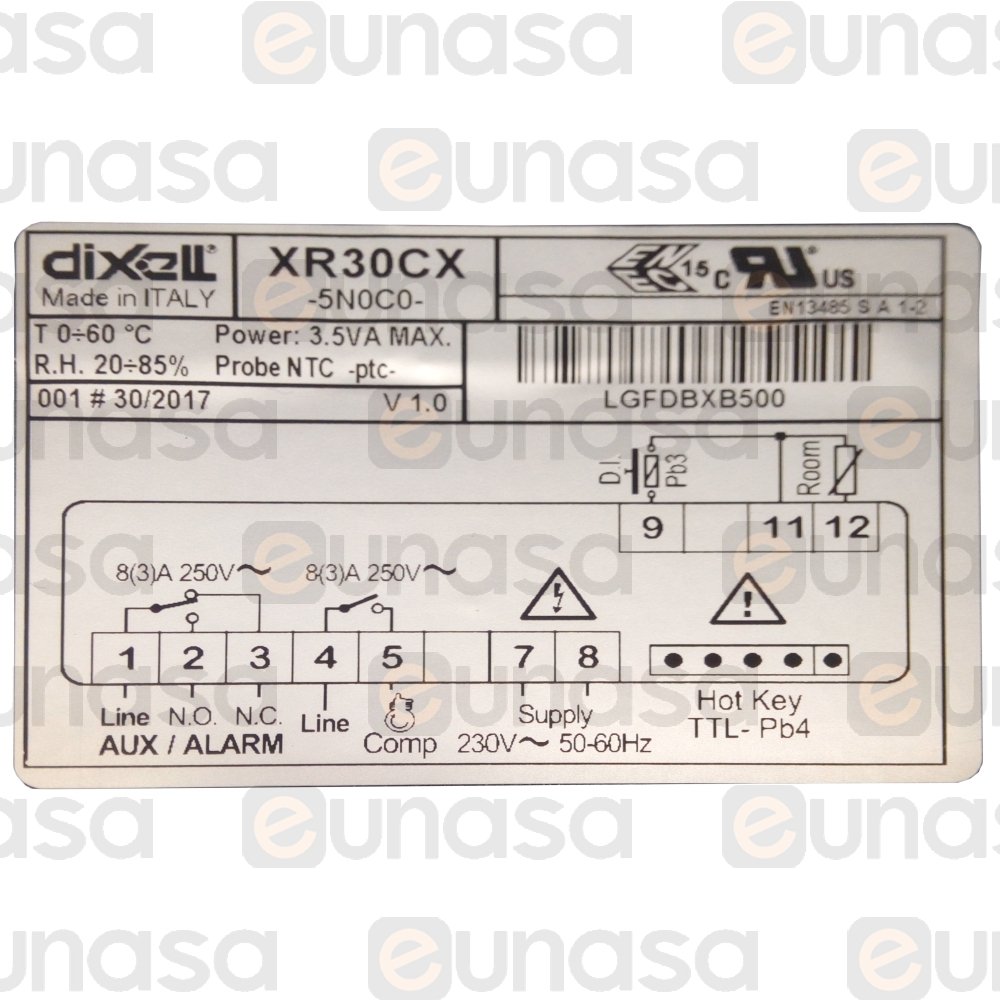 eunasa
dixell®
Made in ITALY
XR30CX
-5N0C0-
ENEC 15 c RU® US
EN13485 S A 1-2
T 0÷60 °C Power: 3.5VA MAX.
R.H. 20÷85% Probe NTC -ptc-
001 # 30/2017 V 1.0
LGFDBXB500
D.I. Pb3 Room
9 11 12
8(3)A 250V~ 8(3)A 250V~
1 2 3 4 5 7 8
Line N.O. N.C. Line
AUX / ALARM
Comp
Supply
230V~ 50-60Hz
Hot Key
TTL- Pb4